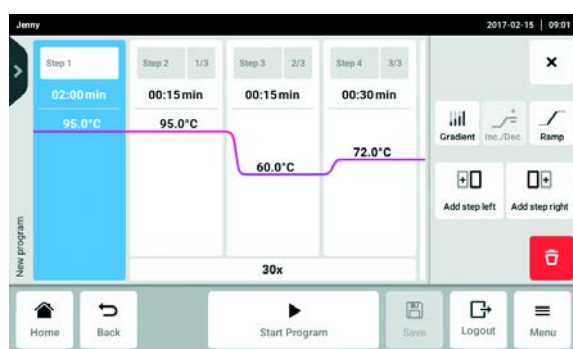 Jenny
2017-02-15 | 09:01
Step 1
Step 2 1/3
Step 3 2/3
Step 4 3/3
02:00 min
00:15 min
00:15 min
00:30 min
95.0°C
95.0°C
60.0°C
72.0°C
30x
New program
Gradient
Inc./Dec.
Ramp
Add step left
Add step right
Home
Back
Start Program
Save
Logout
Menu